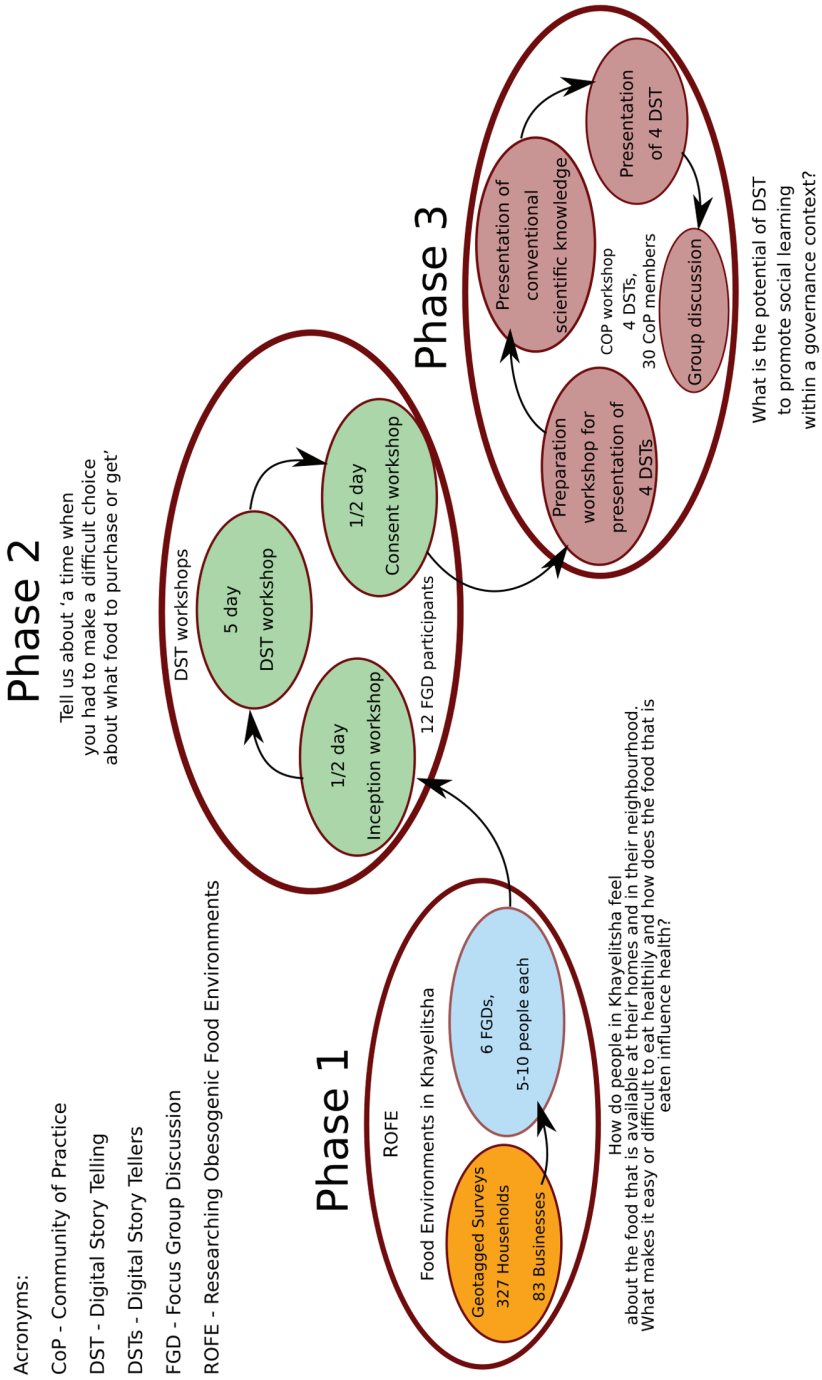 Acronyms:
CoP - Community of Practice
DST - Digital Story Telling
DSTs - Digital Story Tellers
FGD - Focus Group Discussion
ROFE - Researching Obesogenic Food Environments
Phase 1
ROFE
Food Environments in Khayelitsha
Geotagged Surveys
327 Households
83 Businesses
6 FGDs,
5-10 people each
How do people in Khayelitsha feel
about the food that is available at their homes and in their neighbourhood.
What makes it easy or difficult to eat healthily and how does the food that is
eaten influence health?
Phase 2
Tell us about ‘a time when
you had to make a difficult choice
about what food to purchase or get’
DST workshops
1/2 day
Inception workshop
5 day
DST workshop
1/2 day
Consent workshop
12 FGD participants
Phase 3
Preparation
workshop for
presentation of
4 DSTs
Presentation of
conventional
scientific knowledge
Presentation
of 4 DST
Group discussion
COP workshop
4 DSTs,
30 CoP members
What is the potential of DST
to promote social learning
within a governance context?